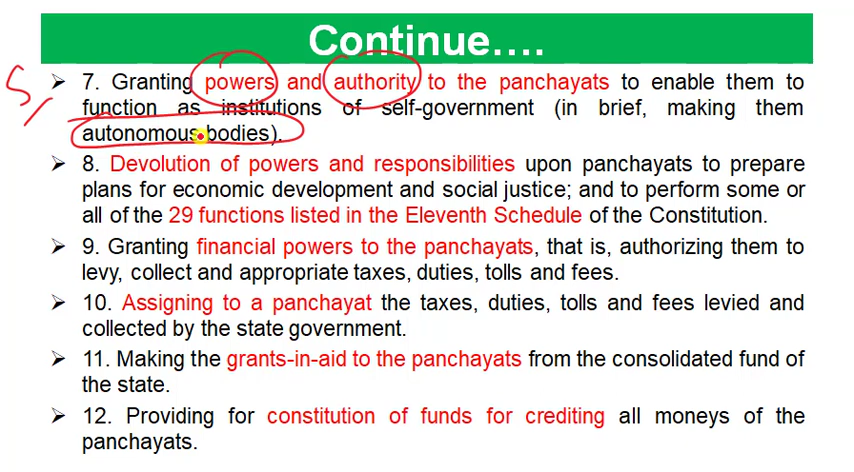 Continue....
➢ 7. Granting powers and authority to the panchayats to enable them to
function as institutions of self-government (in brief, making them
autonomous bodies).
➢ 8. Devolution of powers and responsibilities upon panchayats to prepare
plans for economic development and social justice; and to perform some or
all of the 29 functions listed in the Eleventh Schedule of the Constitution.
➢ 9. Granting financial powers to the panchayats, that is, authorizing them to
levy, collect and appropriate taxes, duties, tolls and fees.
➢ 10. Assigning to a panchayat the taxes, duties, tolls and fees levied and
collected by the state government.
➢ 11. Making the grants-in-aid to the panchayats from the consolidated fund of
the state.
➢ 12. Providing for constitution of funds for crediting all moneys of the
panchayats.